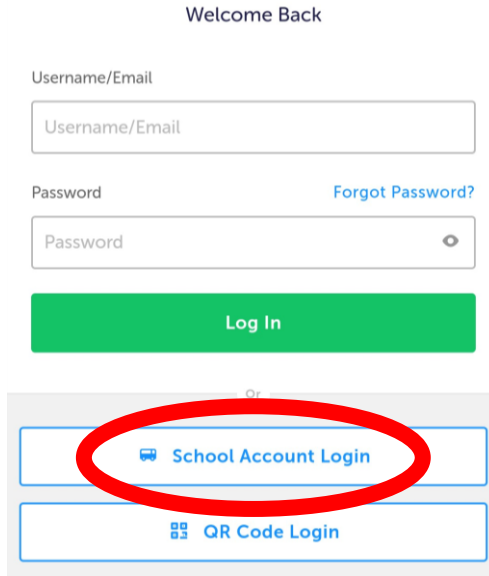 Welcome Back
Username/Email
Username/Email
Password Forgot Password?
Password
Log In
Or
School Account Login
QR Code Login